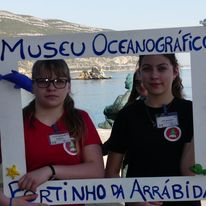 MUSEU OCEANOGRÁFICO
PORTINHO DA ARRÁBIDA